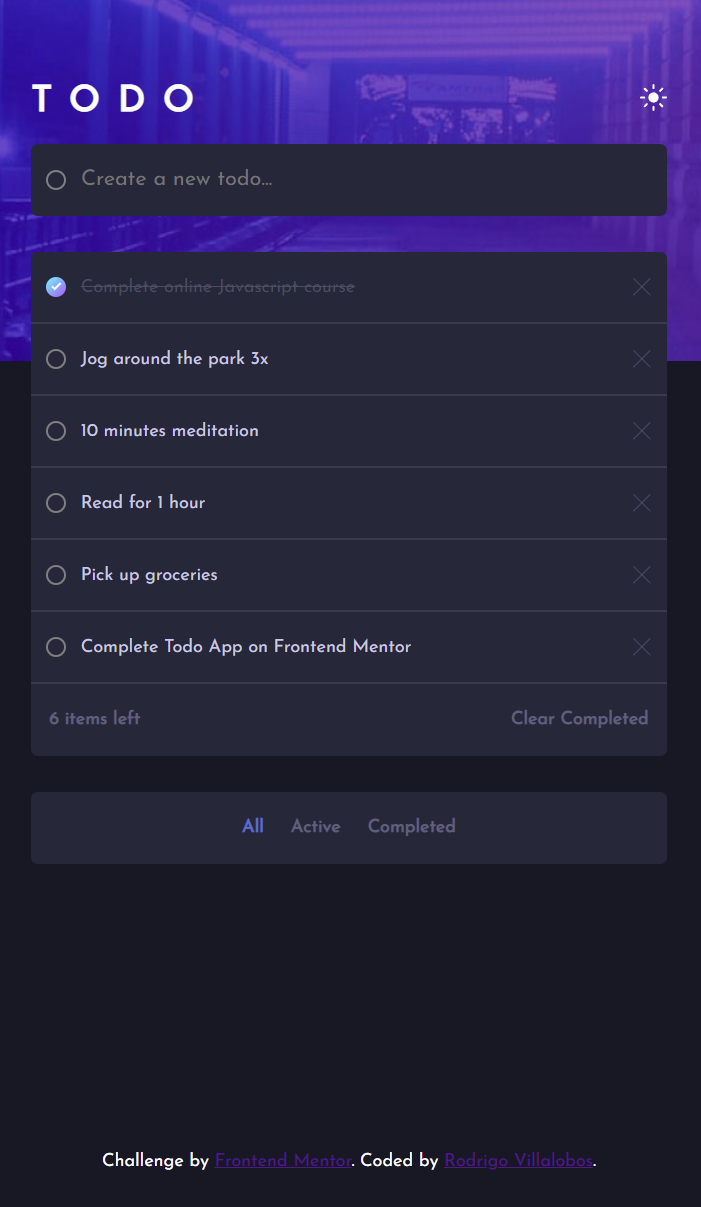 TODO
Create a new todo...
Complete online Javascript course
Jog around the park 3x
10 minutes meditation
Read for 1 hour
Pick up groceries
Complete Todo App on Frontend Mentor
6 items left Clear Completed
All Active Completed
Challenge by Frontend Mentor. Coded by Rodrigo Villalobos.